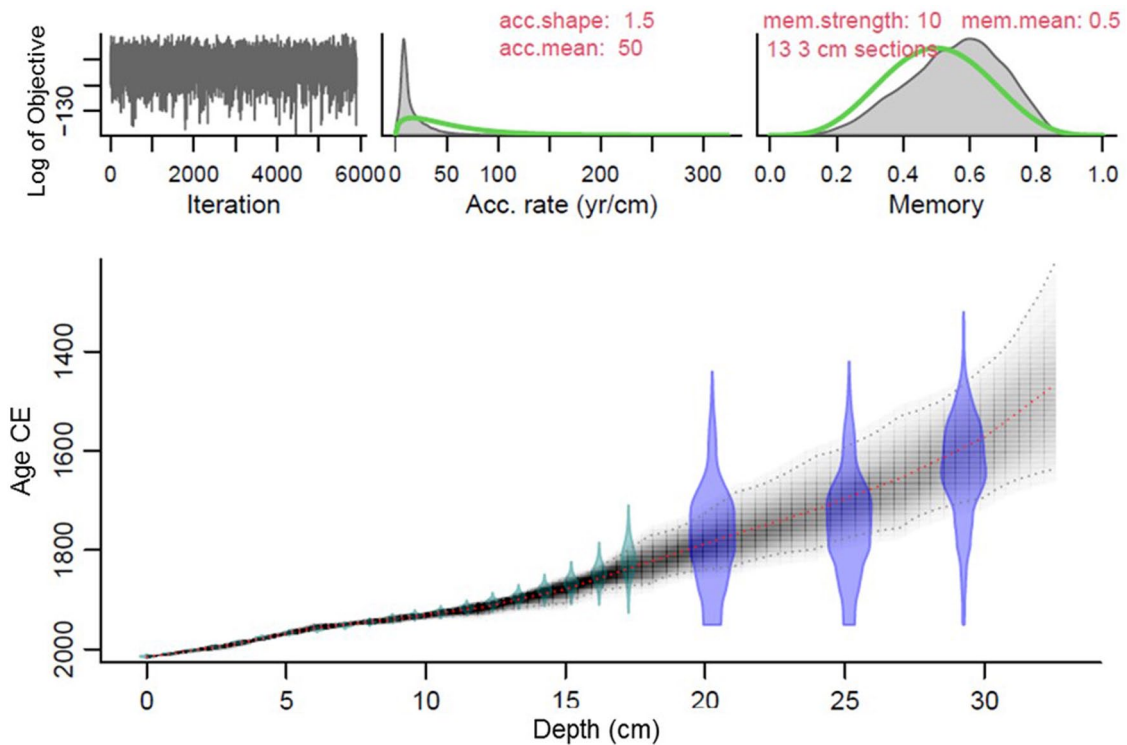 acc.shape: 1.5
acc.mean: 50
mem.strength: 10 mem.mean: 0.5
13 3 cm sections
Log of Objective
−130
0 2000 4000 6000
Iteration
0 50 100 200 300
Acc. rate (yr/cm)
0.0 0.2 0.4 0.6 0.8 1.0
Memory
Age CE
1400
1600
1800
2000
0 5 10 15 20 25 30
Depth (cm)